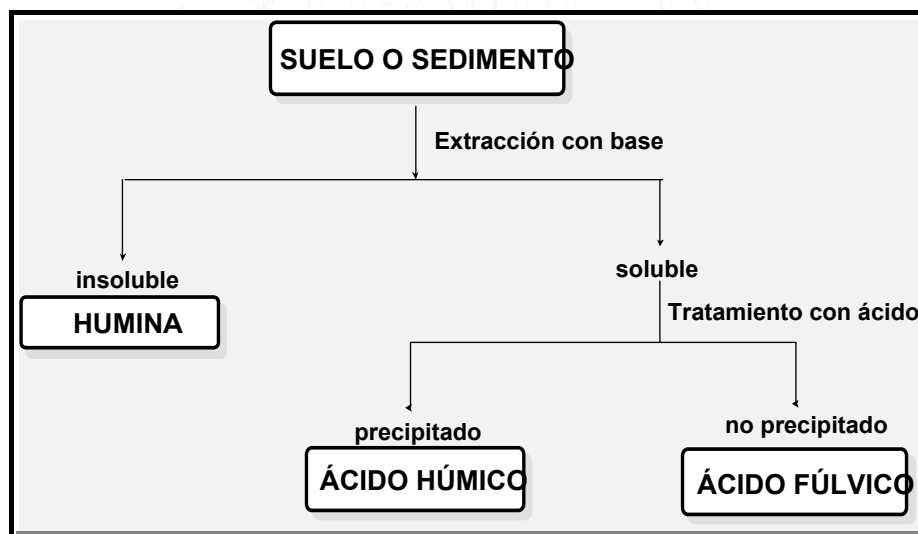 SUELO O SEDIMENTO
Extracción con base
insoluble
HUMINA
soluble
Tratamiento con ácido
precipitado
ÁCIDO HÚMICO
no precipitado
ÁCIDO FÚLVICO